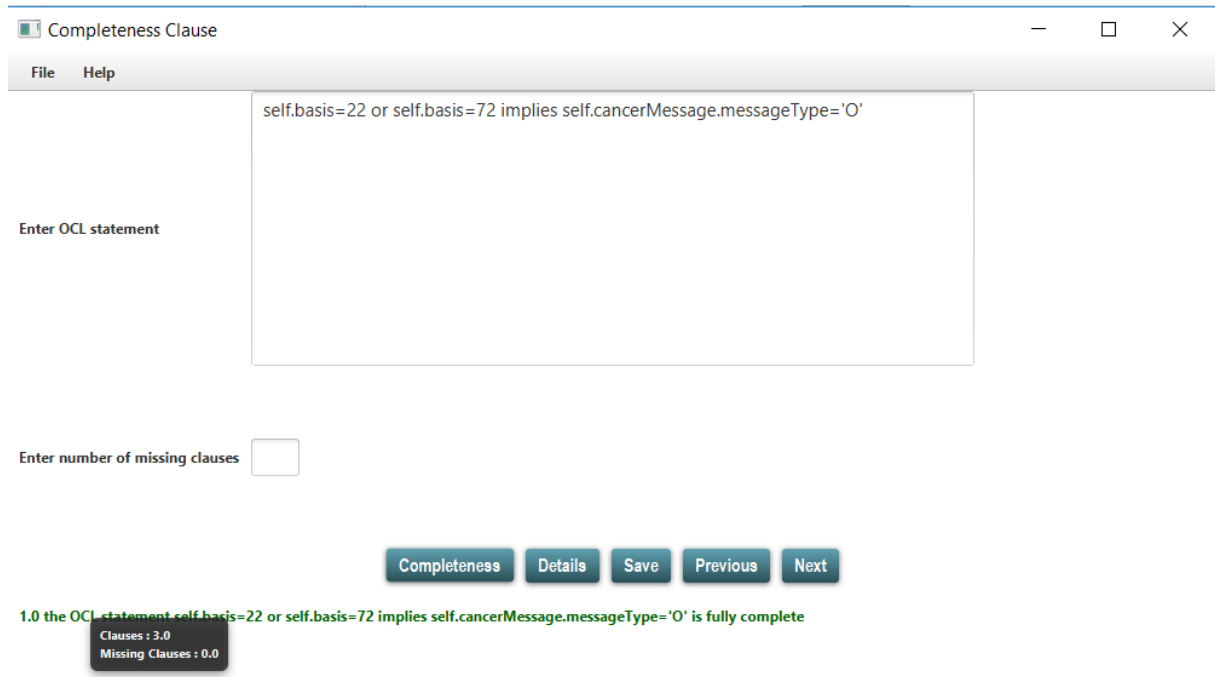 Completeness Clause
File Help
self.basis=22 or self.basis=72 implies self.cancerMessage.messageType='O'
Enter OCL statement
Enter number of missing clauses
Completeness Details Save Previous Next
1.0 the OCL statement self.basis=22 or self.basis=72 implies self.cancerMessage.messageType='O' is fully complete
Clauses : 3.0
Missing Clauses : 0.0